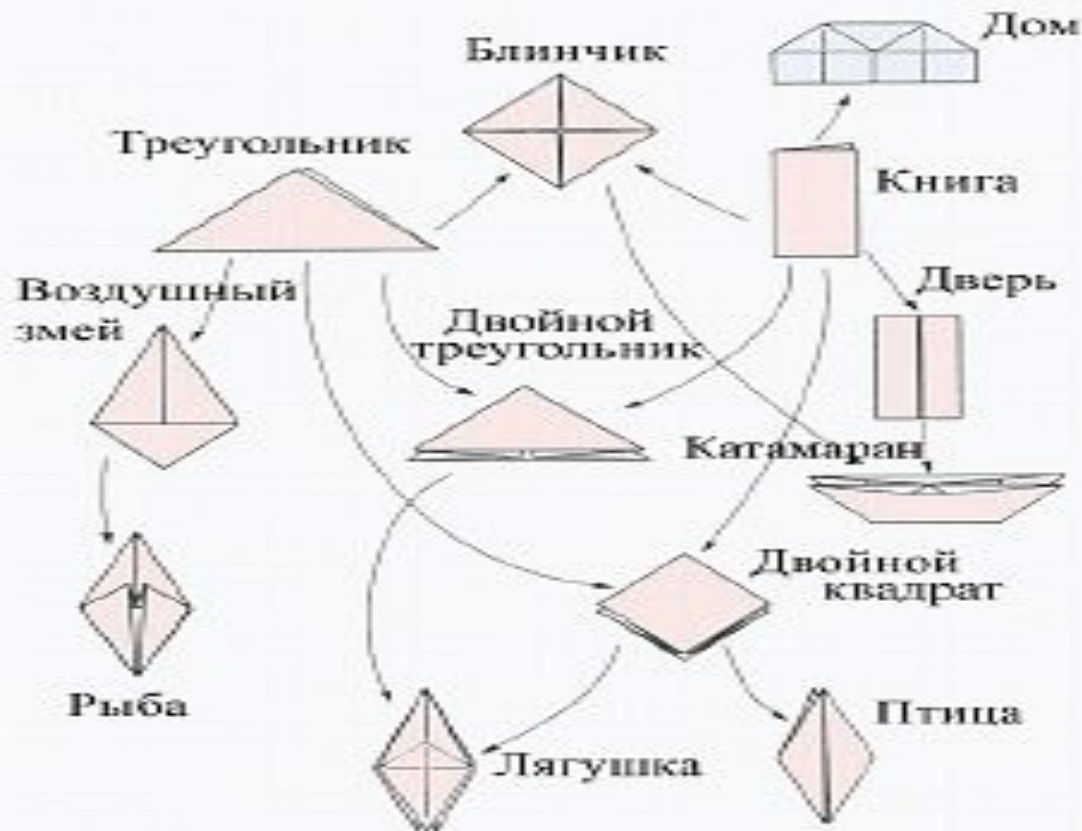 Дом
Блинчик
Треугольник
Книга
Дверь
Воздушный
змей
Двойной
треугольник
Катамаран
Двойной
квадрат
Рыба
Птица
Лягушка